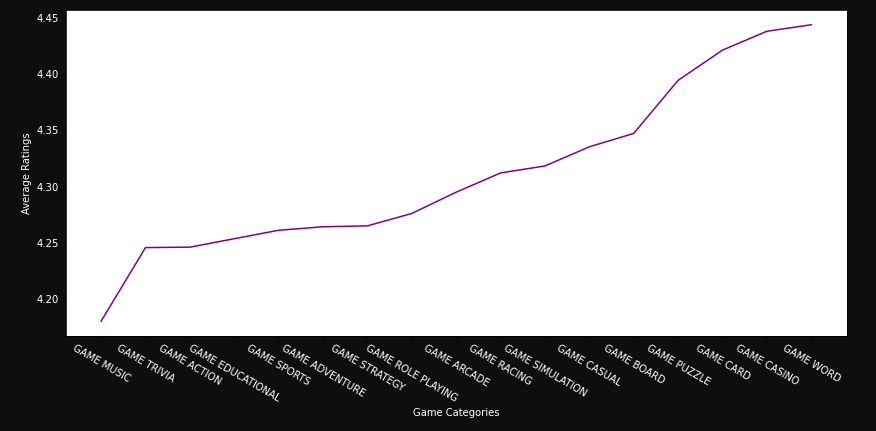 4.45
4.40
4.35
4.30
4.25
4.20
Average Ratings
GAME MUSIC
GAME TRIVIA
GAME ACTION
GAME EDUCATIONAL
GAME SPORTS
GAME ADVENTURE
GAME STRATEGY
GAME ROLE PLAYING
GAME ARCADE
GAME RACING
GAME SIMULATION
GAME CASUAL
GAME BOARD
GAME PUZZLE
GAME CARD
GAME CASINO
GAME WORD
Game Categories